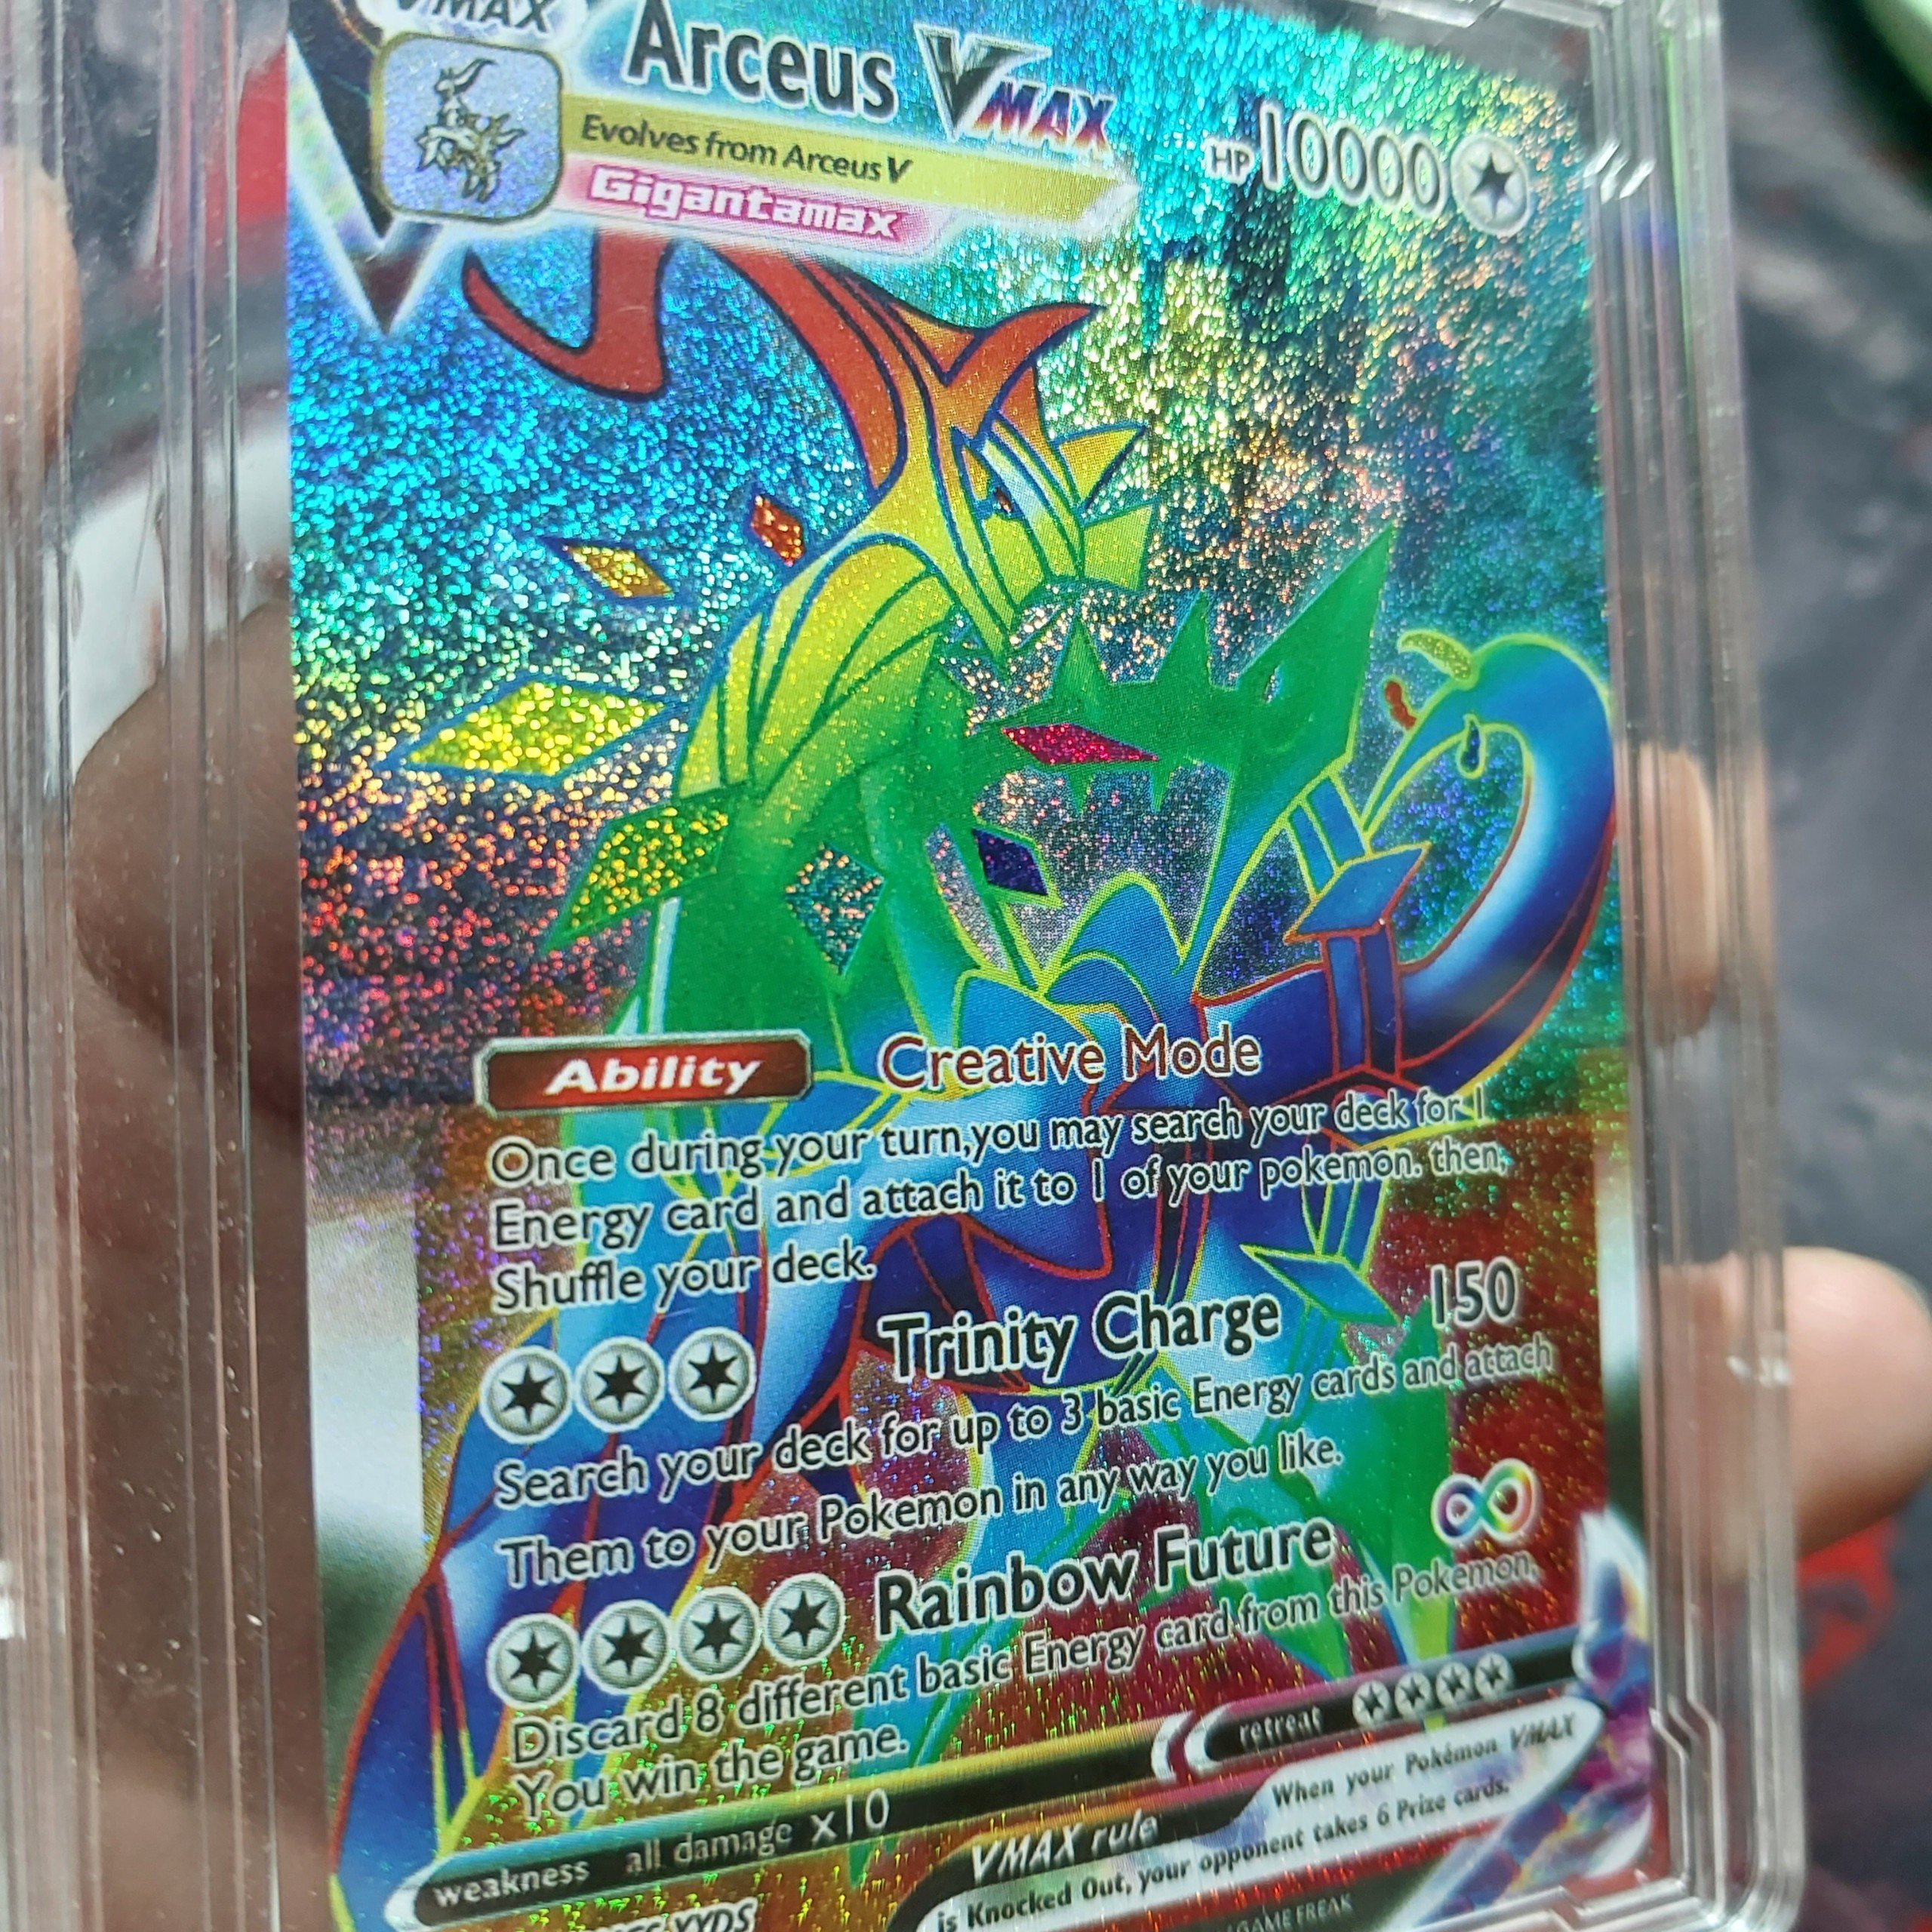 VMAX
Arceus VMAX
HP 10000
Evolves from Arceus V
Gigantamax
Ability Creative Mode
Once during your turn,you may search your deck for 1
Energy card and attach it to 1 of your pokemon. then,
Shuffle your deck.
Trinity Charge 150
Search your deck for up to 3 basic Energy cards and attach
Them to your Pokemon in any way you like.
Rainbow Future ∞
Discard 8 different basic Energy card from this Pokemon.
You win the game.
weakness all damage x10
retreat
VMAX rule
When your Pokémon VMAX
is Knocked Out, your opponent takes 6 Prize cards.
YYDS
GAME FREAK